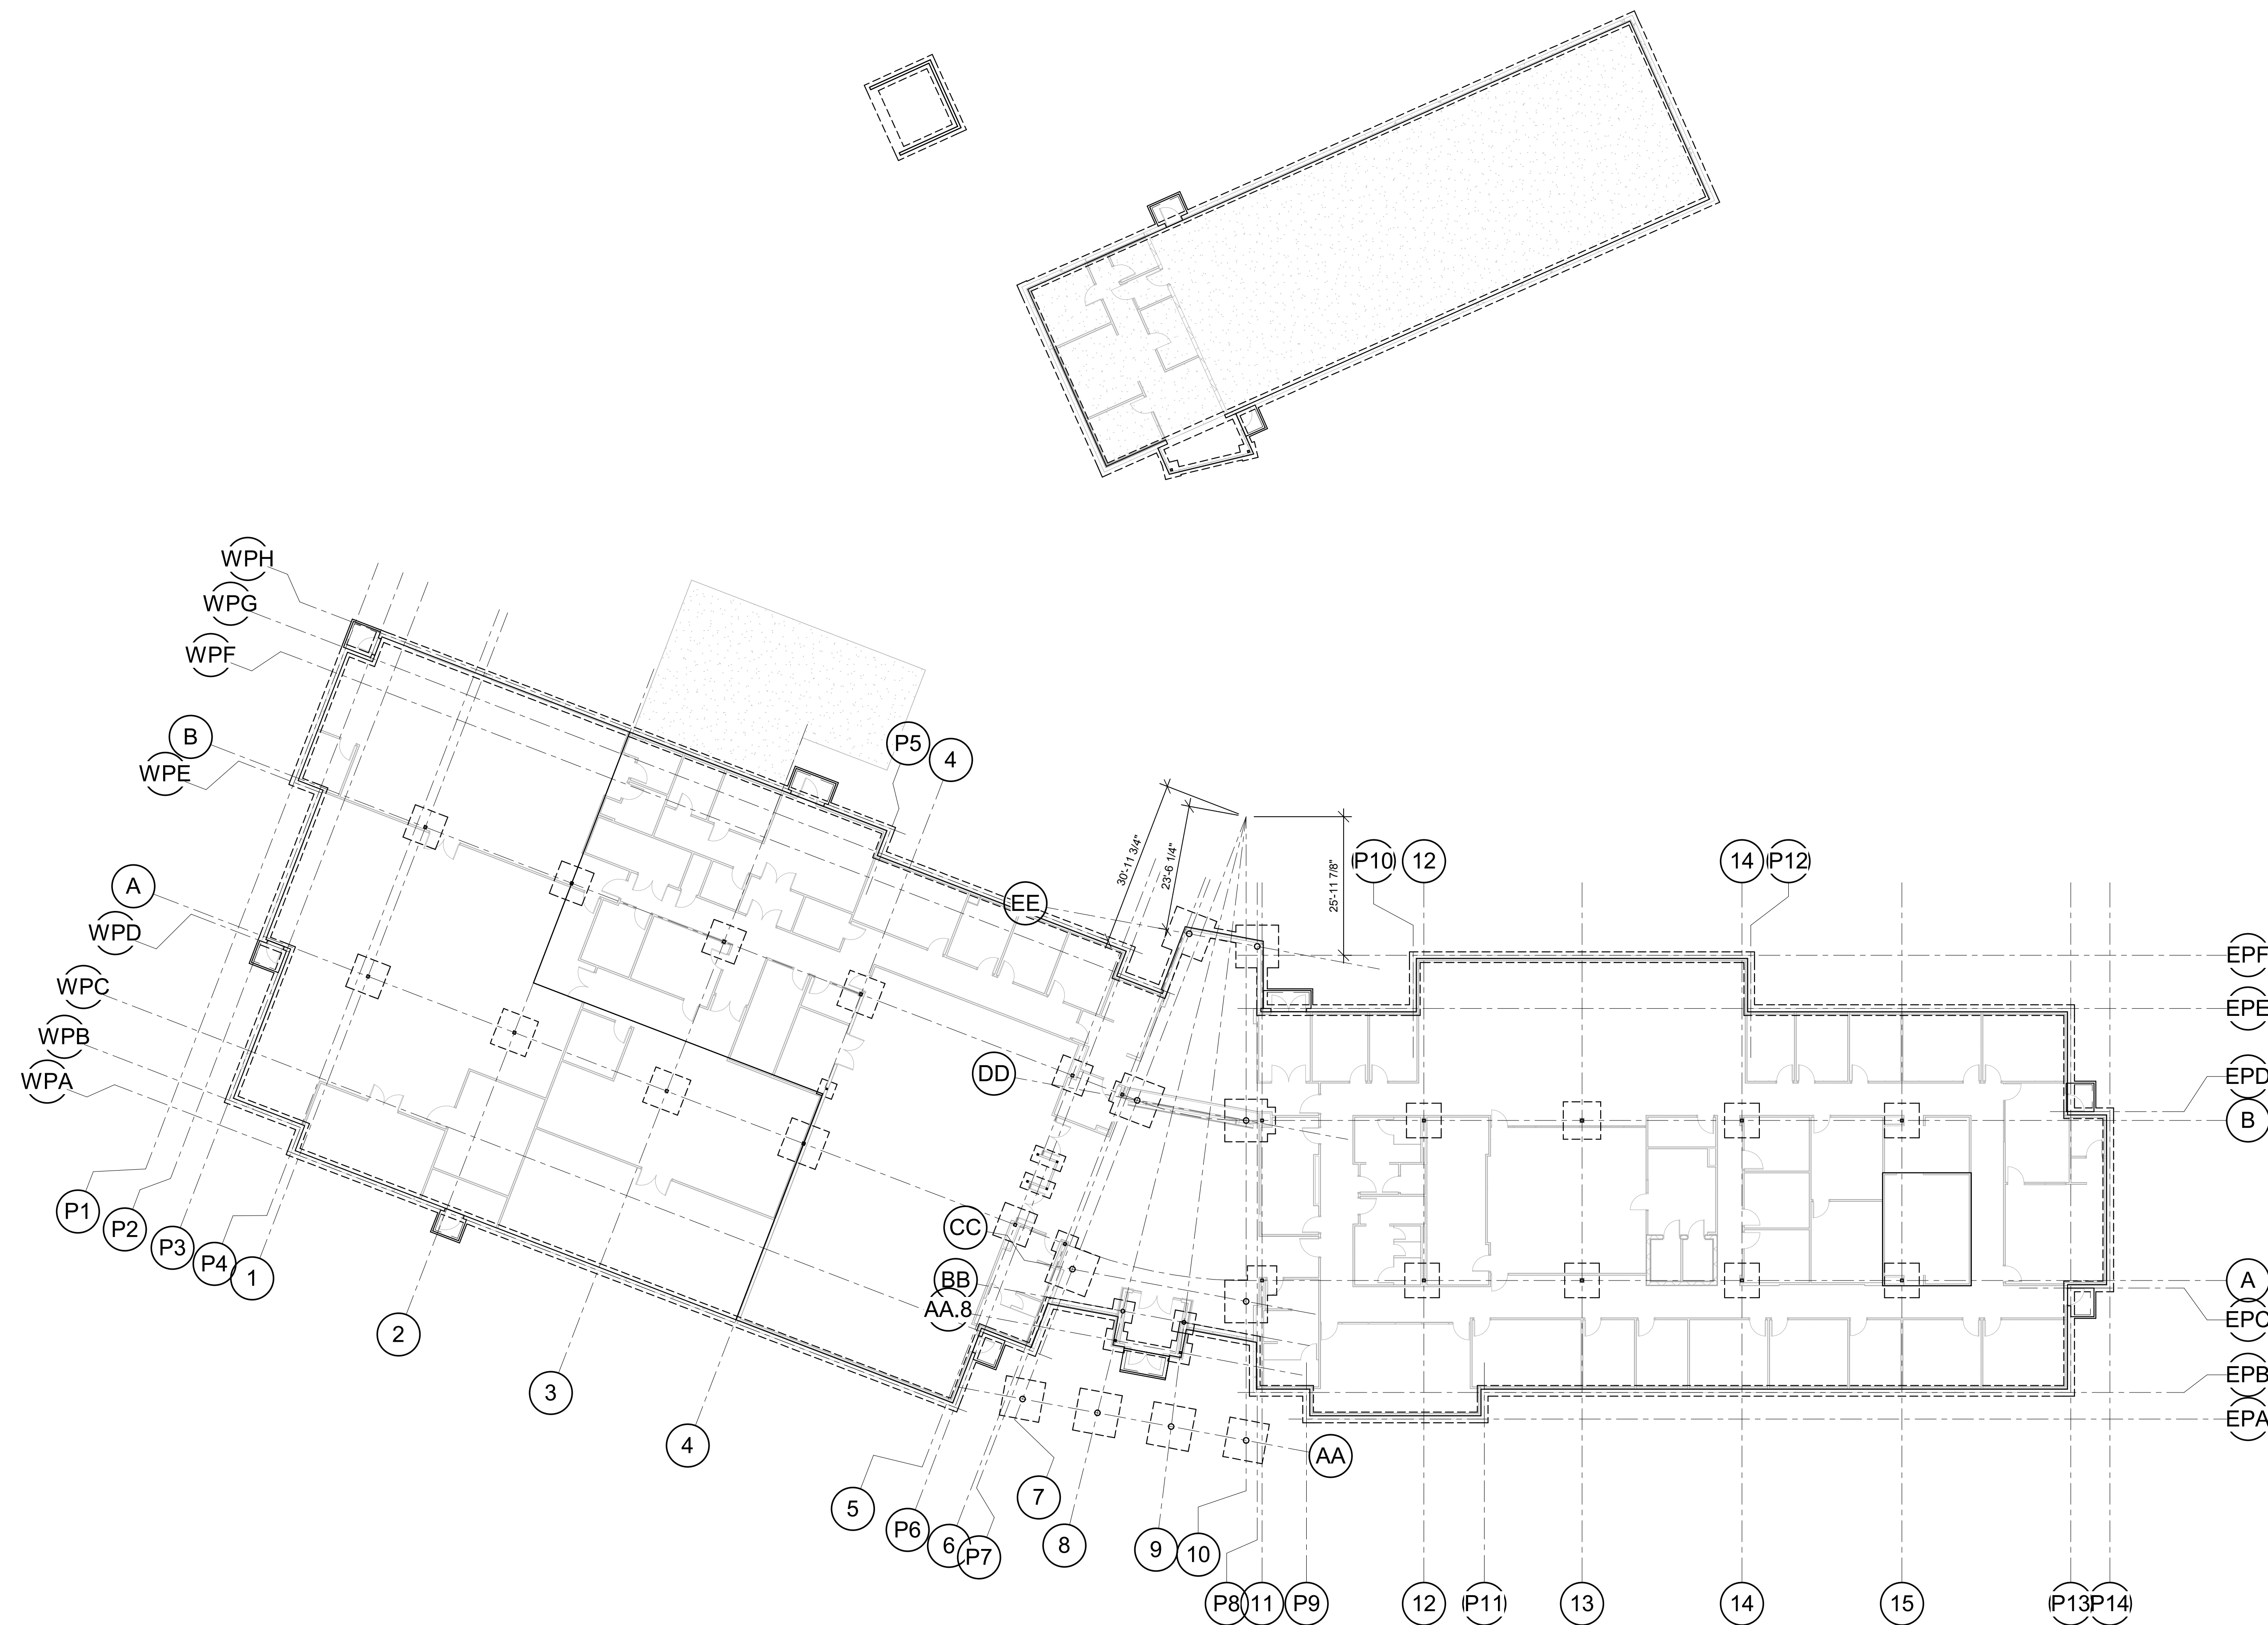 WPH
WPG
WPF
B
WPE
P5
4
30'-11 3/4"
23'-6 1/4"
25'-11 7/8"
P10
12
14
P12
A
EE
WPD
EPF
WPC
EPE
WPB
DD
WPA
EPD
B
P1
P2
P3
P4
1
CC
BB
AA.8
A
EPC
2
3
4
EPB
EPA
AA
5
P6
6
P7
7
8
9
10
P8
11
P9
12
P11
13
14
15
P13
P14